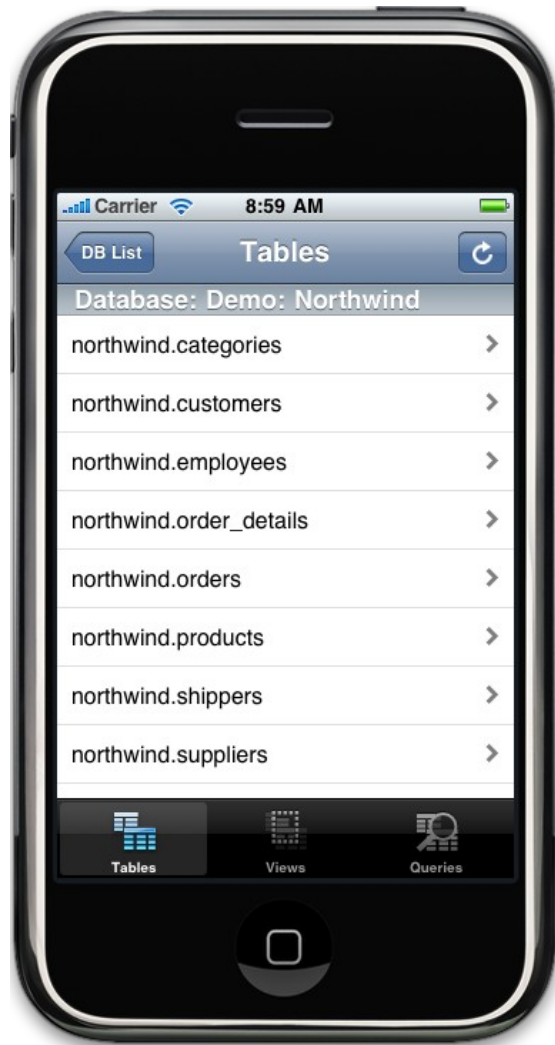 Carrier 8:59 AM
DB List Tables
Database: Demo: Northwind
northwind.categories
northwind.customers
northwind.employees
northwind.order_details
northwind.orders
northwind.products
northwind.shippers
northwind.suppliers
Tables Views Queries